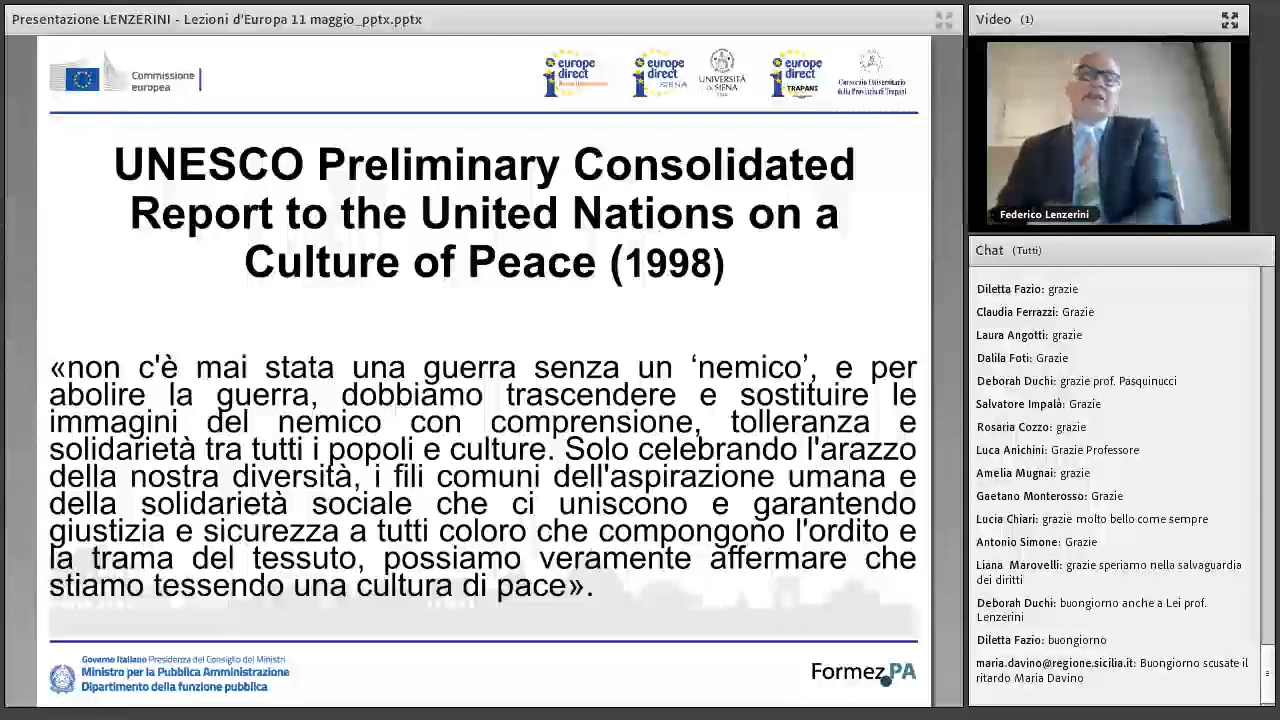 Presentazione LENZERINI - Lezioni d'Europa 11 maggio_pptx.pptx
Commissione
europea
europe
direct
europe
direct
SIENA
UNIVERSITÀ
DI SIENA
1240
europe
direct
TRAPANI
Consorzio Universitario
della Provincia di Trapani
UNESCO Preliminary Consolidated
Report to the United Nations on a
Culture of Peace (1998)
«non c'è mai stata una guerra senza un ‘nemico’, e per
abolire la guerra, dobbiamo trascendere e sostituire le
immagini del nemico con comprensione, tolleranza e
solidarietà tra tutti i popoli e culture. Solo celebrando l'arazzo
della nostra diversità, i fili comuni dell'aspirazione umana e
della solidarietà sociale che ci uniscono e garantendo
giustizia e sicurezza a tutti coloro che compongono l'ordito e
la trama del tessuto, possiamo veramente affermare che
stiamo tessendo una cultura di pace».
Governo Italiano Presidenza del Consiglio dei Ministri
Ministro per la Pubblica Amministrazione
Dipartimento della funzione pubblica
Formez PA
Video (1)
Federico Lenzerini
Chat (Tutti)
Diletta Fazio: grazie
Claudia Ferrazzi: Grazie
Laura Angotti: grazie
Dalila Foti: Grazie
Deborah Duchi: grazie prof. Pasquinucci
Salvatore Impalà: Grazie
Rosaria Cozzo: grazie
Luca Anichini: Grazie Professore
Amelia Mugnai: grazie
Gaetano Monterosso: Grazie
Lucia Chiari: grazie molto bello come sempre
Antonio Simone: Grazie
Liana Marovelli: grazie speriamo nella salvaguardia
dei diritti
Deborah Duchi: buongiorno anche a Lei prof.
Lenzerini
Diletta Fazio: buongiorno
maria.davino@regione.sicilia.it: Buongiorno scusate il
ritardo Maria Davino